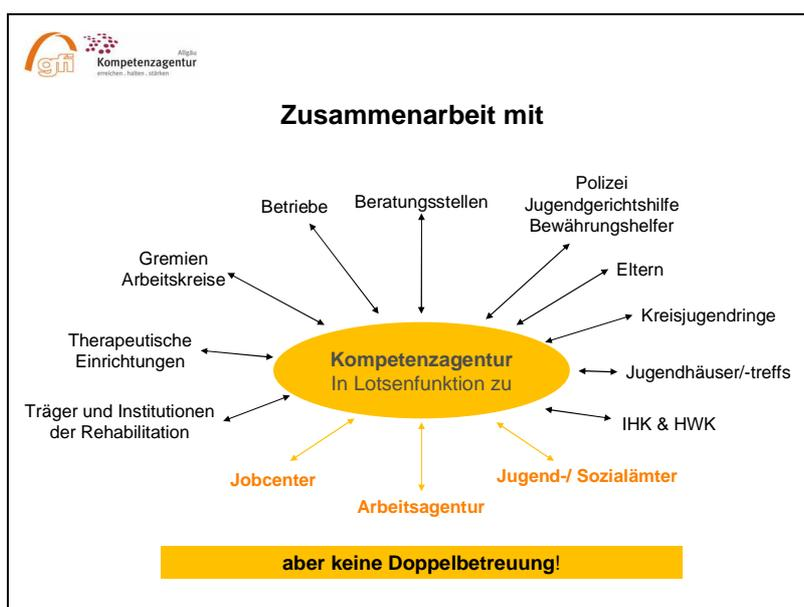 gfi
Allgäu
Kompetenzagentur
erreichen . halten . stärken
Zusammenarbeit mit
Polizei
Jugendgerichtshilfe
Bewährungshelfer
Beratungsstellen
Betriebe
Gremien
Arbeitskreise
Eltern
Kreisjugendringe
Therapeutische
Einrichtungen
Kompetenzagentur
In Lotsenfunktion zu
Jugendhäuser/-treffs
Träger und Institutionen
der Rehabilitation
IHK & HWK
Jobcenter
Arbeitsagentur
Jugend-/ Sozialämter
aber keine Doppelbetreuung!